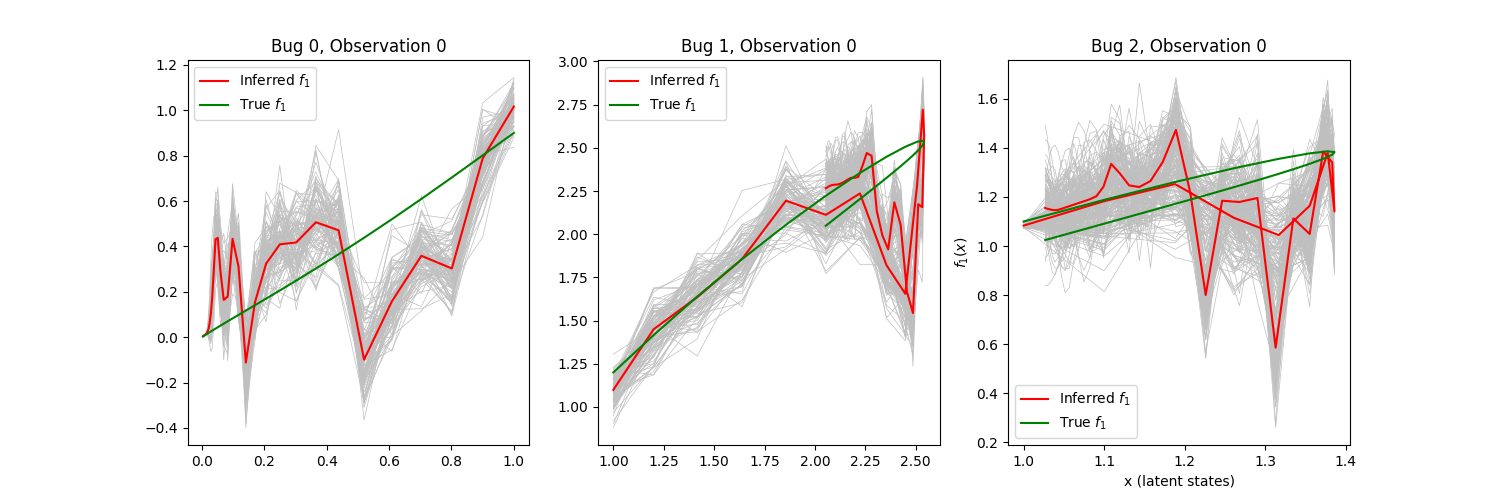 Bug 0, Observation 0
Inferred f₁
True f₁
1.2
1.0
0.8
0.6
0.4
0.2
0.0
−0.2
−0.4
0.0 0.2 0.4 0.6 0.8 1.0
Bug 1, Observation 0
Inferred f₁
True f₁
3.00
2.75
2.50
2.25
2.00
1.75
1.50
1.25
1.00
1.00 1.25 1.50 1.75 2.00 2.25 2.50
Bug 2, Observation 0
f₁(x)
1.6
1.4
1.2
1.0
0.8
0.6
0.4
0.2
Inferred f₁
True f₁
1.0 1.1 1.2 1.3 1.4
x (latent states)